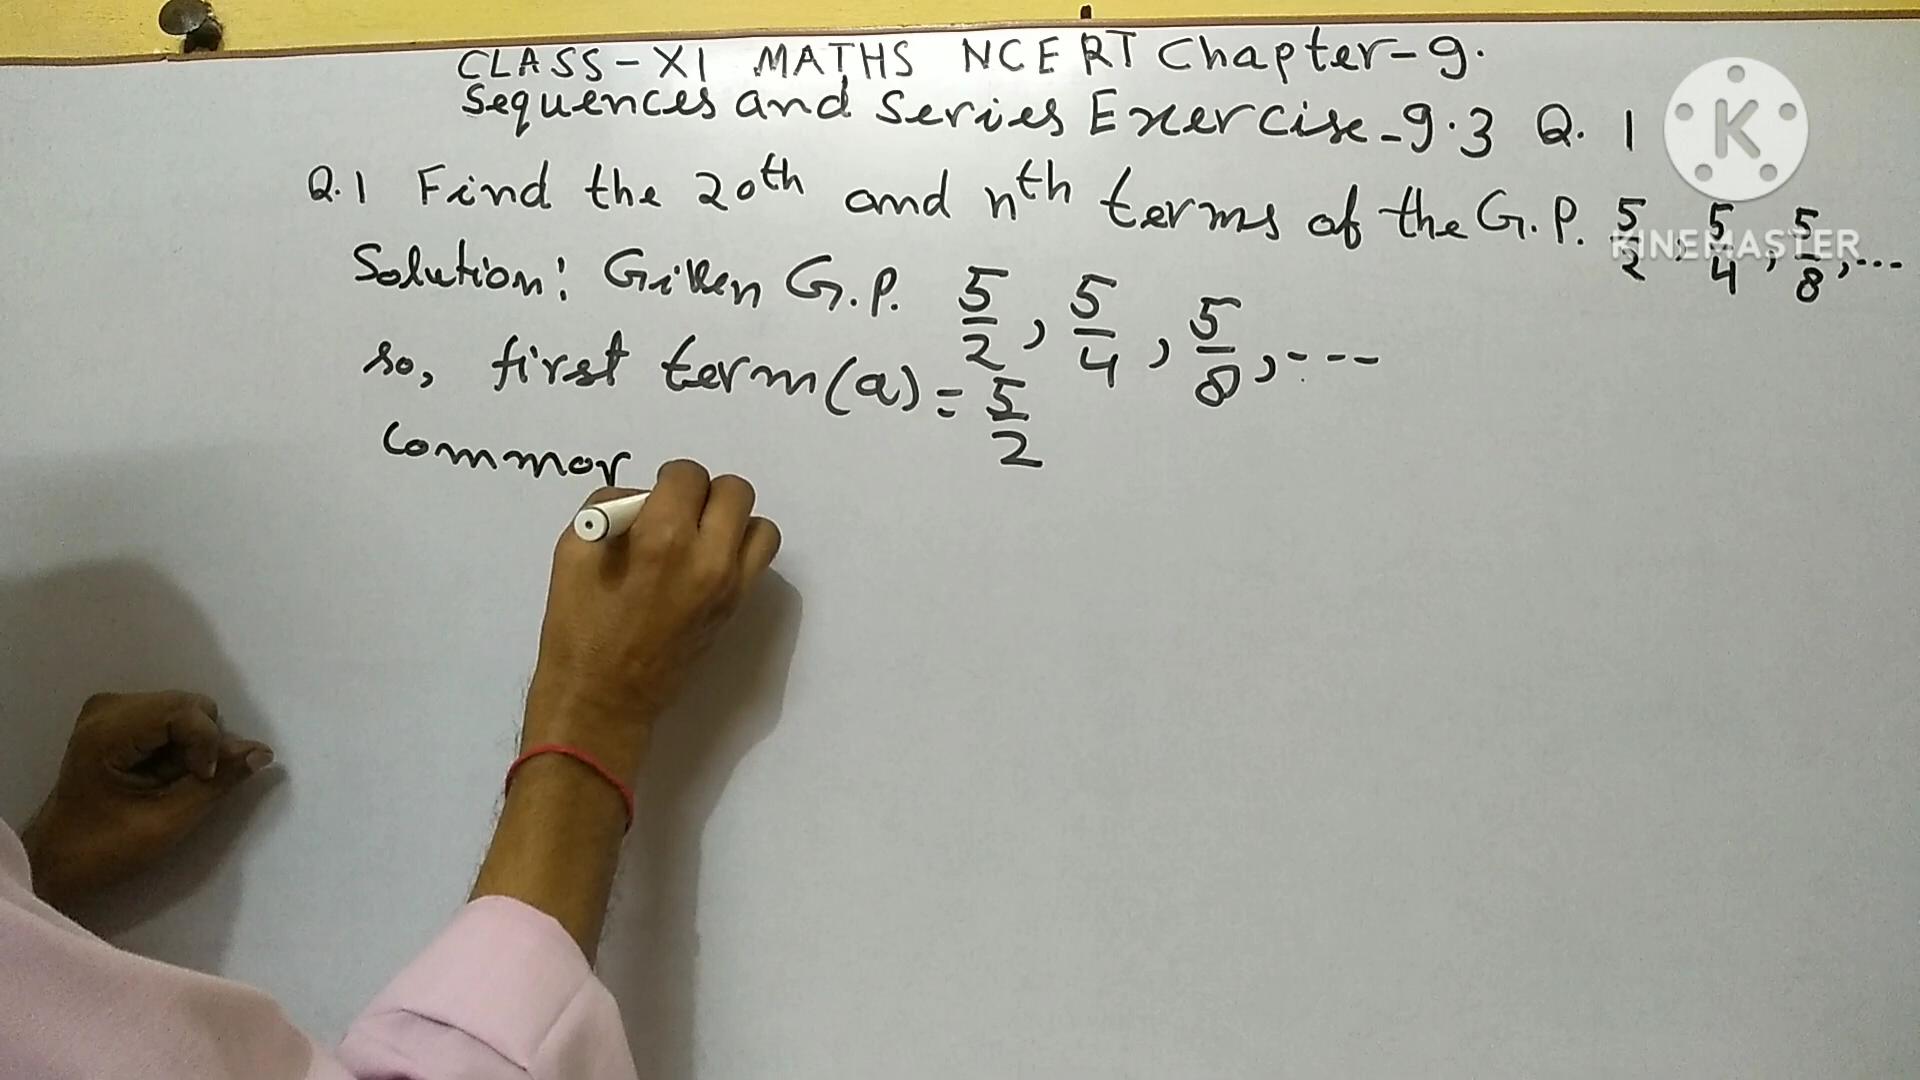 CLASS-XI MATHS NCERT Chapter-9.
Sequences and Series Exercise-9.3 Q. 1
Q.1 Find the 20th and nth terms of the G.P. 5/2, 5/4, 5/8, ...
Solution: Given G.P. 5/2, 5/4, 5/8, ----
so, first term(a) = 5/2
Common
K
KINEMASTER